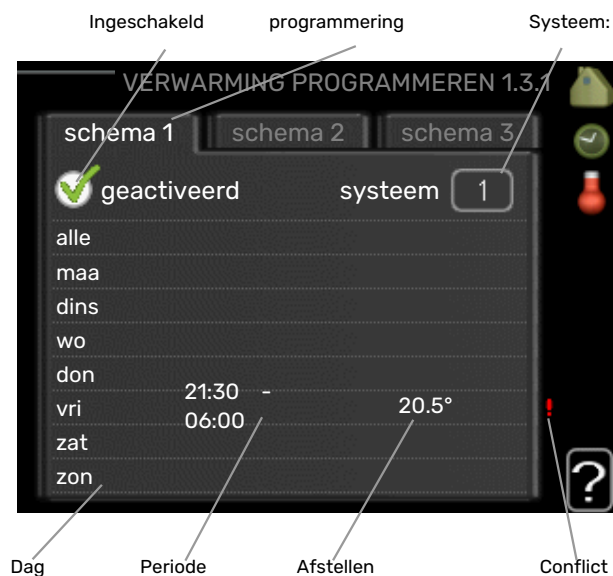 Ingeschakeld programmering Systeem:
VERWARMING PROGRAMMEREN 1.3.1
schema 1 schema 2 schema 3
geactiveerd systeem 1
alle
maa
dins
wo
don
vri 21:30 - 06:00 20.5° !
zat
zon
?
Dag Periode Afstellen Conflict